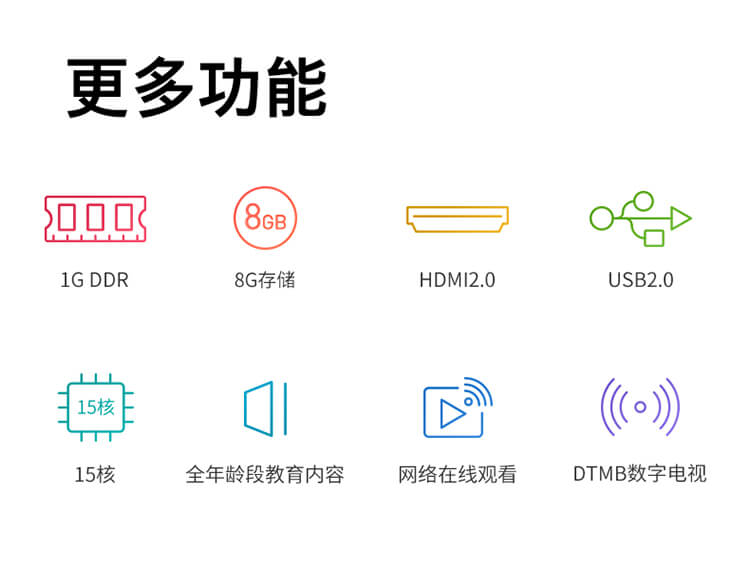 更多功能
8GB
1G DDR
8G存储
HDMI2.0
USB2.0
15核
15核
全年龄段教育内容
网络在线观看
DTMB数字电视